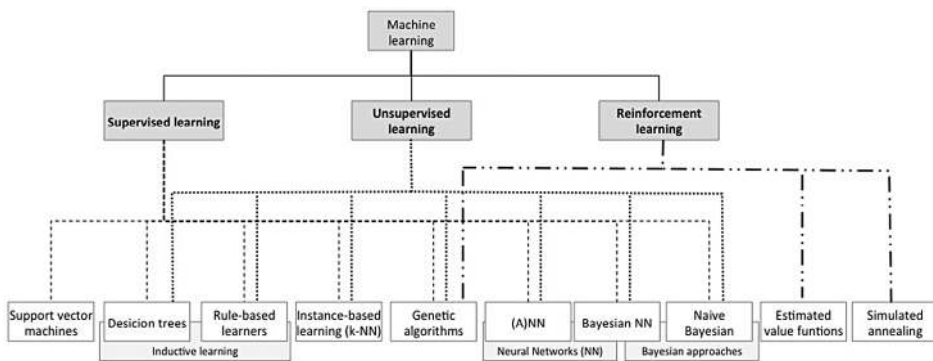 Machine
learning
Supervised learning
Unsupervised
learning
Reinforcement
learning
Support vector
machines
Desicion trees
Rule-based
learners
Instance-based
learning (k-NN)
Genetic
algorithms
(A)NN
Bayesian NN
Naive
Bayesian
Estimated
value funtions
Simulated
annealing
Inductive learning
Neural Networks (NN)
Bayesian approaches